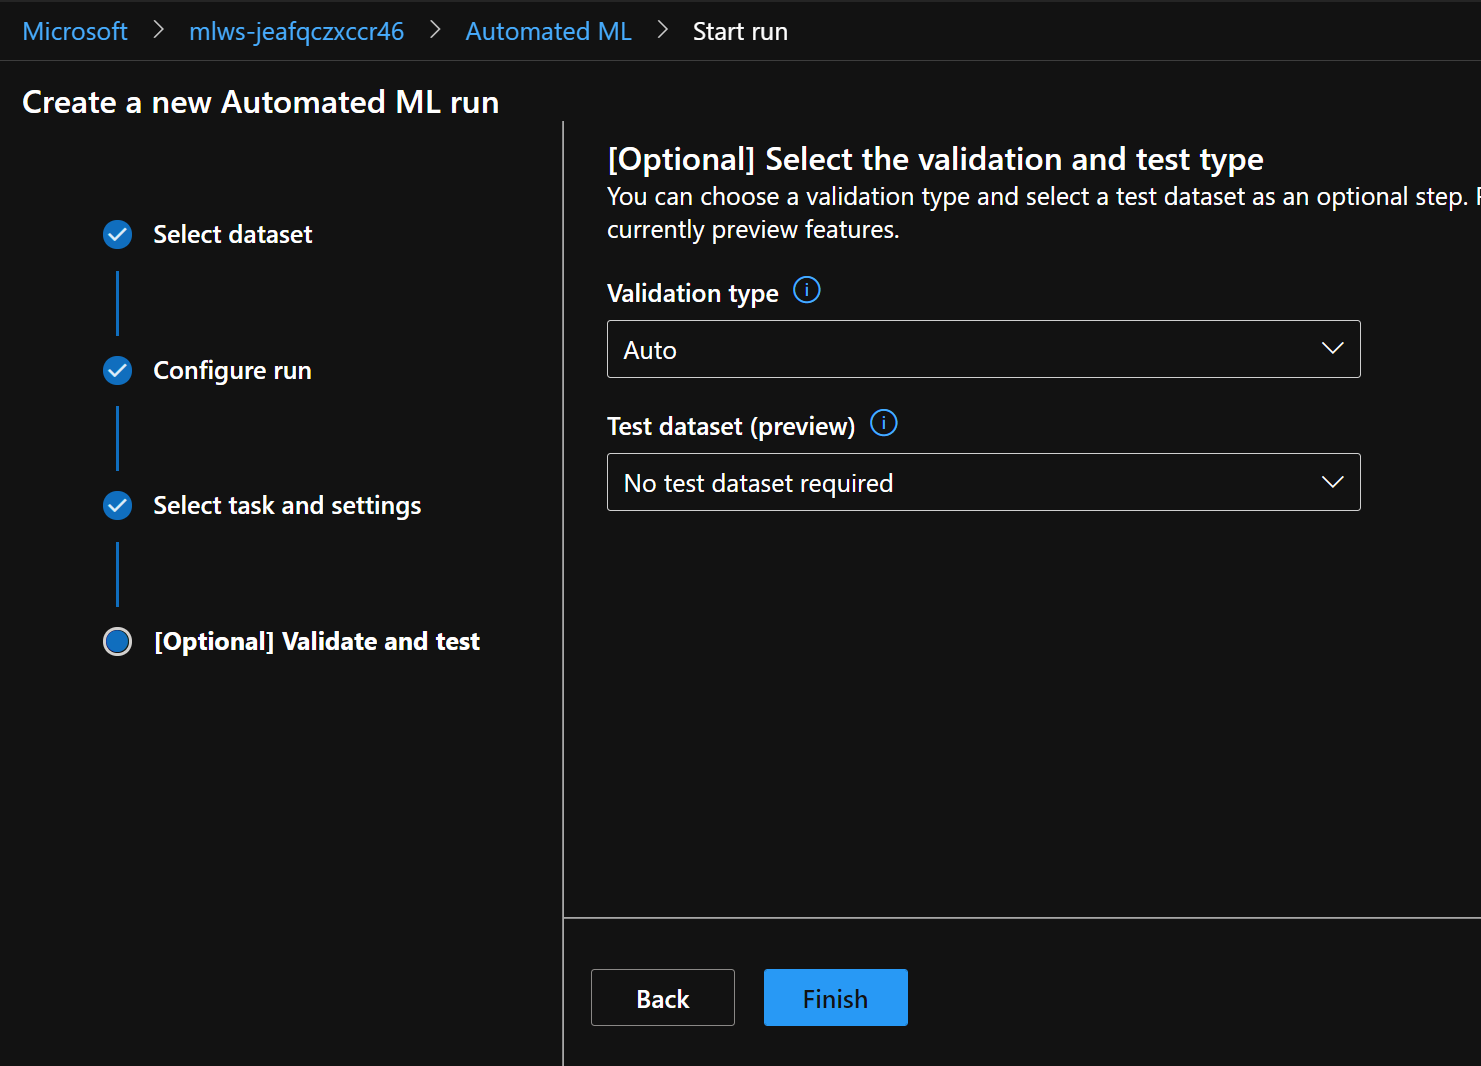 Microsoft > mlws-jeafqczxccr46 > Automated ML > Start run
Create a new Automated ML run
Select dataset
Configure run
Select task and settings
[Optional] Validate and test
[Optional] Select the validation and test type
You can choose a validation type and select a test dataset as an optional step.
currently preview features.
Validation type
Auto
Test dataset (preview)
No test dataset required
Back
Finish